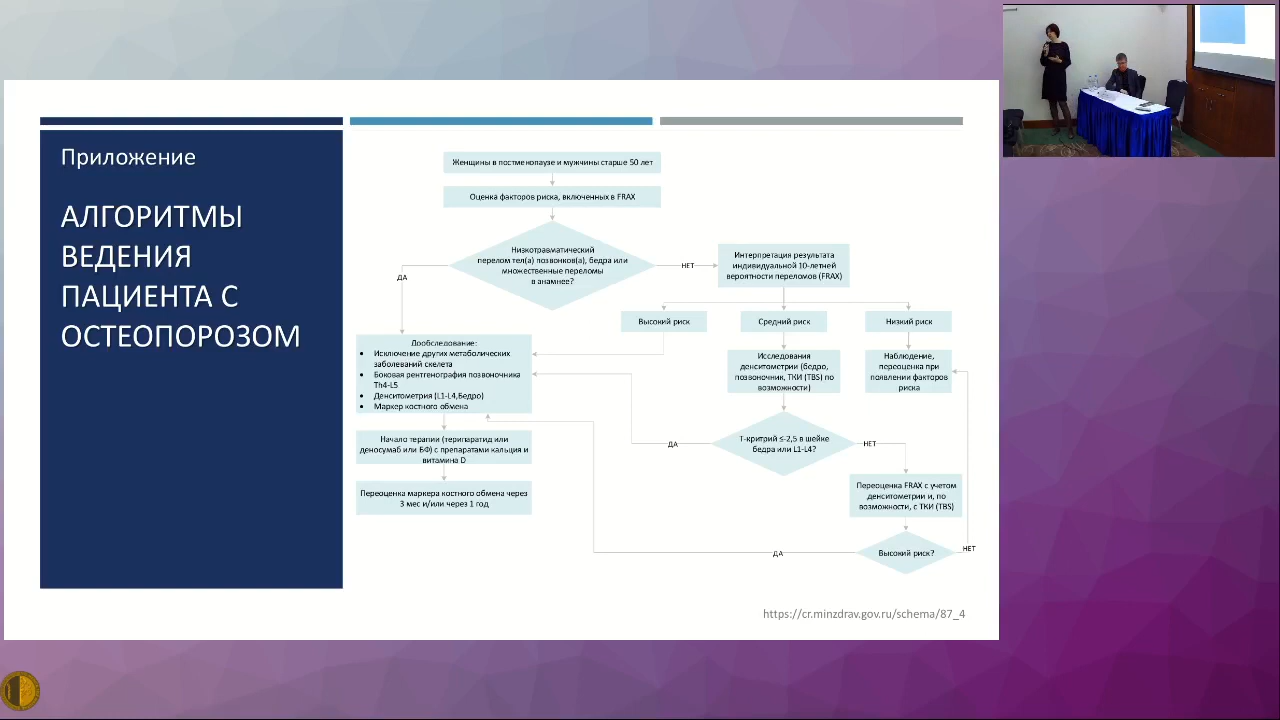 Приложение
АЛГОРИТМЫ
ВЕДЕНИЯ
ПАЦИЕНТА С
ОСТЕОПОРОЗОМ
Женщины в постменопаузе и мужчины старше 50 лет
Оценка факторов риска, включенных в FRAX
Низкотравматический
перелом тел(а) позвонков(а), бедра или
множественные переломы
в анамнее?
ДА
НЕТ
Интерпретация результата
индивидуальной 10-летней
вероятности переломов (FRAX)
Высокий риск
Средний риск
Низкий риск
Дообследование:
• Исключение других метаболических
заболеваний скелета
• Боковая рентгенография позвоночника
Th4-L5
• Денситометрия (L1-L4,Бедро)
• Маркер костного обмена
Исследования
денситометрии (бедро,
позвоночник, ТКИ (TBS) по
возможности)
Наблюдение,
переоценка при
появлении факторов
риска
Начало терапии (терипаратид или
деносумаб или БФ) с препаратами кальция и
витамина D
ДА
Т-критрий ≤-2,5 в шейке
бедра или L1-L4?
НЕТ
Переоценка маркера костного обмена через
3 мес и/или через 1 год
Переоценка FRAX с учетом
денситометрии и, по
возможности, с ТКИ (TBS)
ДА
Высокий риск?
НЕТ
https://cr.minzdrav.gov.ru/schema/87_4